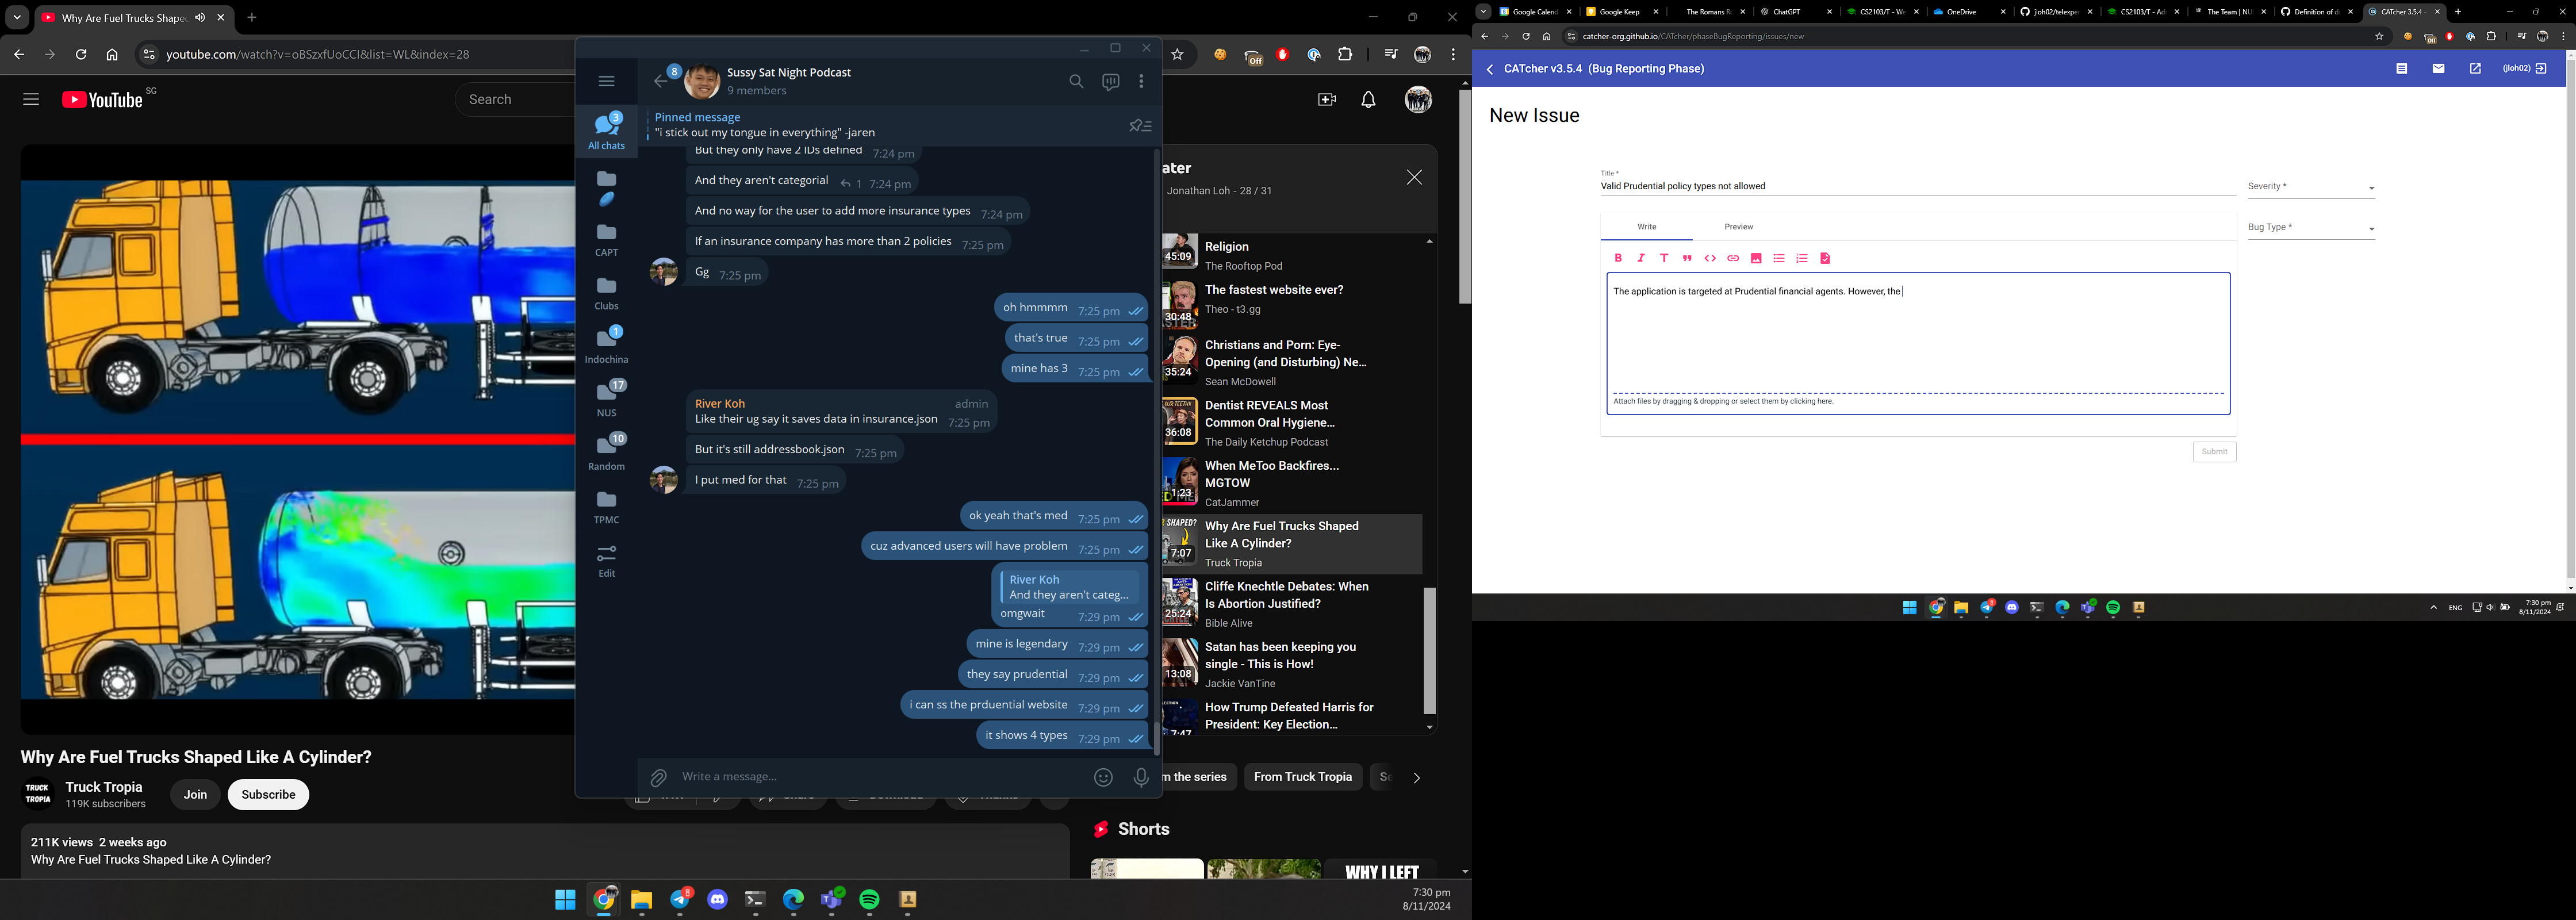 Why Are Fuel Trucks Shaped
youtube.com/watch?v=oBSzxfUoCCI&list=WL&index=28
Off
YouTube SG
Search
Why Are Fuel Trucks Shaped Like A Cylinder?
TRUCK TROPIA
Truck Tropia
119K subscribers
Join
Subscribe
211K views 2 weeks ago
Why Are Fuel Trucks Shaped Like A Cylinder?
8
Sussy Sat Night Podcast
9 members
Pinned message
"i stick out my tongue in everything" -jaren
3
All chats
CAPT
Clubs
1
Indochina
17
NUS
10
Random
TPMC
Edit
But they only have 2 IDs defined 7:24 pm
And they aren't categorial 1 7:24 pm
And no way for the user to add more insurance types 7:24 pm
If an insurance company has more than 2 policies 7:25 pm
Gg 7:25 pm
oh hmmmm 7:25 pm
that's true 7:25 pm
mine has 3 7:25 pm
River Koh admin
Like their ug say it saves data in insurance.json 7:25 pm
But it's still addressbook.json 7:25 pm
I put med for that 7:25 pm
ok yeah that's med 7:25 pm
cuz advanced users will have problem 7:25 pm
River Koh
And they aren't categ...
omgwait 7:29 pm
mine is legendary 7:29 pm
they say prudential 7:29 pm
i can ss the prduential website 7:29 pm
it shows 4 types 7:29 pm
Write a message...
ater
Jonathan Loh - 28 / 31
45:09
Religion
The Rooftop Pod
30:48
The fastest website ever?
Theo - t3.gg
35:24
Christians and Porn: Eye-
Opening (and Disturbing) Ne...
Sean McDowell
36:08
Dentist REVEALS Most
Common Oral Hygiene...
The Daily Ketchup Podcast
1:23
When MeToo Backfires...
MGTOW
CatJammer
SHAPED?
7:07
Why Are Fuel Trucks Shaped
Like A Cylinder?
Truck Tropia
25:24
Cliffe Knechtle Debates: When
Is Abortion Justified?
Bible Alive
13:08
Satan has been keeping you
single - This is How!
Jackie VanTine
7:47
How Trump Defeated Harris for
President: Key Election...
m the series
From Truck Tropia
Se
Shorts
WHY I LEFT
8
7:30 pm
8/11/2024
Google Calend
Google Keep
The Romans R
ChatGPT
CS2103/T - We
OneDrive
jloh02/telexpe
CS2103/T - Ad
The Team | NU
Definition of d
CATcher 3.5.4 -
catcher-org.github.io/CATcher/phaseBugReporting/issues/new
Off
CATcher v3.5.4 (Bug Reporting Phase)
(jloh02)
New Issue
Title *
Valid Prudential policy types not allowed
Severity *
Write
Preview
Bug Type *
The application is targeted at Prudential financial agents. However, the
Attach files by dragging & dropping or select them by clicking here.
Submit
ENG
7:30 pm
8/11/2024